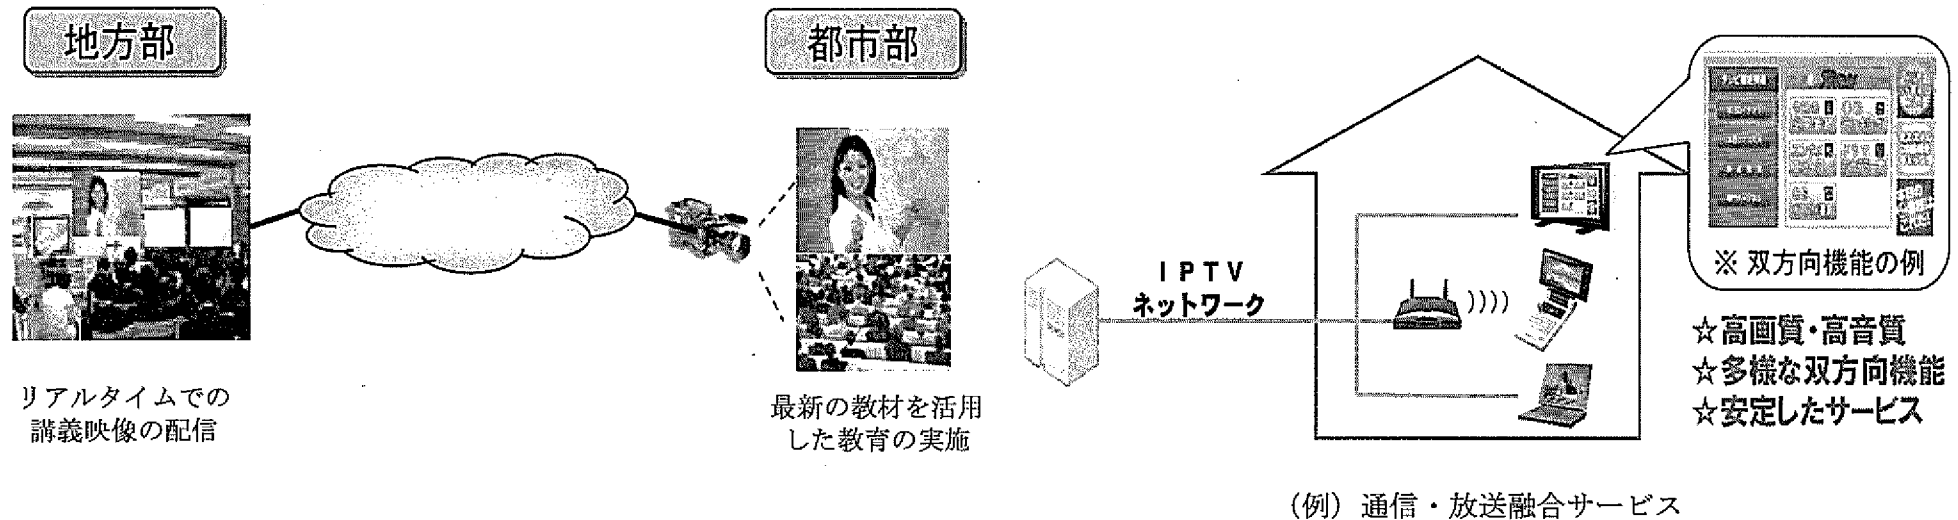 地方部
都市部
リアルタイムでの
講義映像の配信
最新の教材を活用
した教育の実施
IPTV
ネットワーク
※ 双方向機能の例
☆高画質・高音質
☆多様な双方向機能
☆安定したサービス
（例）通信・放送融合サービス